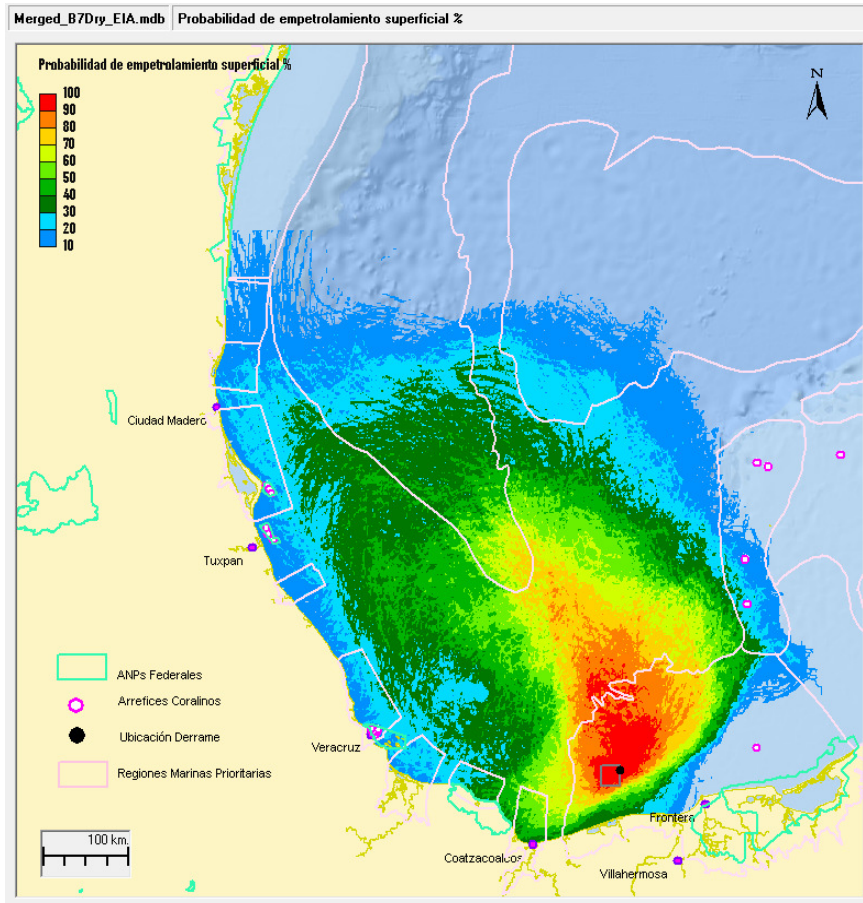 Merged_B7Dry_EIA.mdb Probabilidad de empetrolamiento superficial %
Probabilidad de empetrolamiento superficial %
N
100
90
80
70
60
50
40
30
20
10
Ciudad Madero
Tuxpan
ANPs Federales
Arrefices Coralinos
Ubicación Derrame
Veracruz
Regiones Marinas Prioritarias
Frontera
100 km.
Coatzacoalcos
Villahermosa